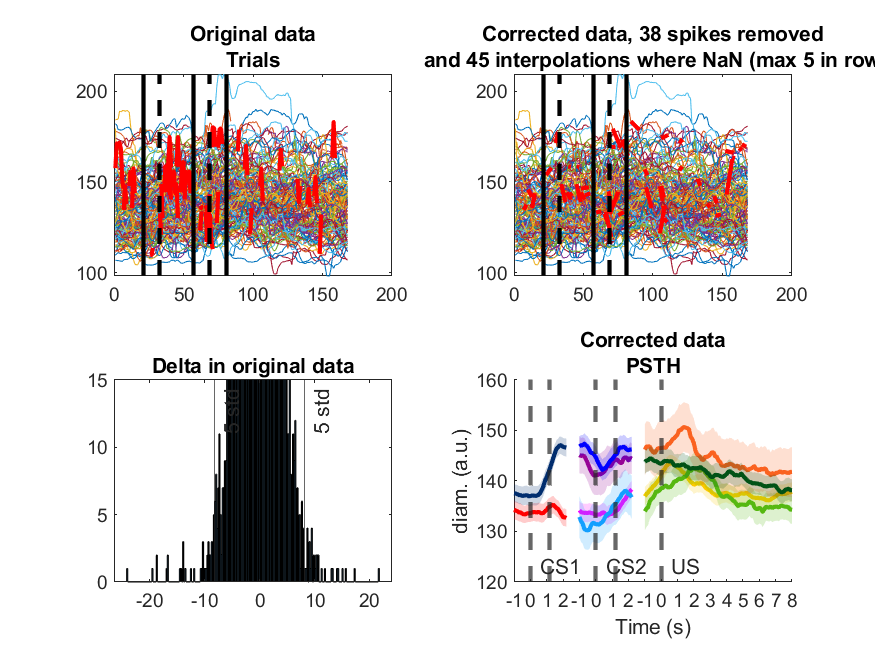 Original data
Trials
200
150
100
0 50 100 150 200
Corrected data, 38 spikes removed
and 45 interpolations where NaN (max 5 in row
200
150
100
0 50 100 150 200
Delta in original data
15
10
5
0
5 std
5 std
-20 -10 0 10 20
Corrected data
PSTH
diam. (a.u.)
160
150
140
130
120
CS1 CS2 US
-1 0 1 2 -1 0 1 2 -1 0 1 2 3 4 5 6 7 8
Time (s)